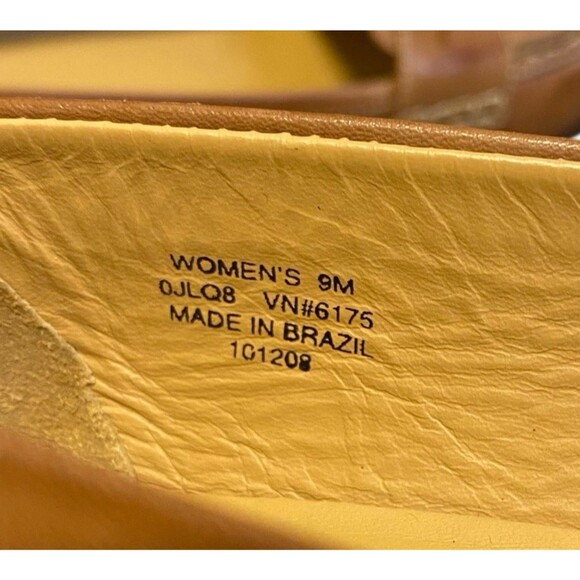 WOMEN'S 9M
0JLQ8 VN#6175
MADE IN BRAZIL
101208